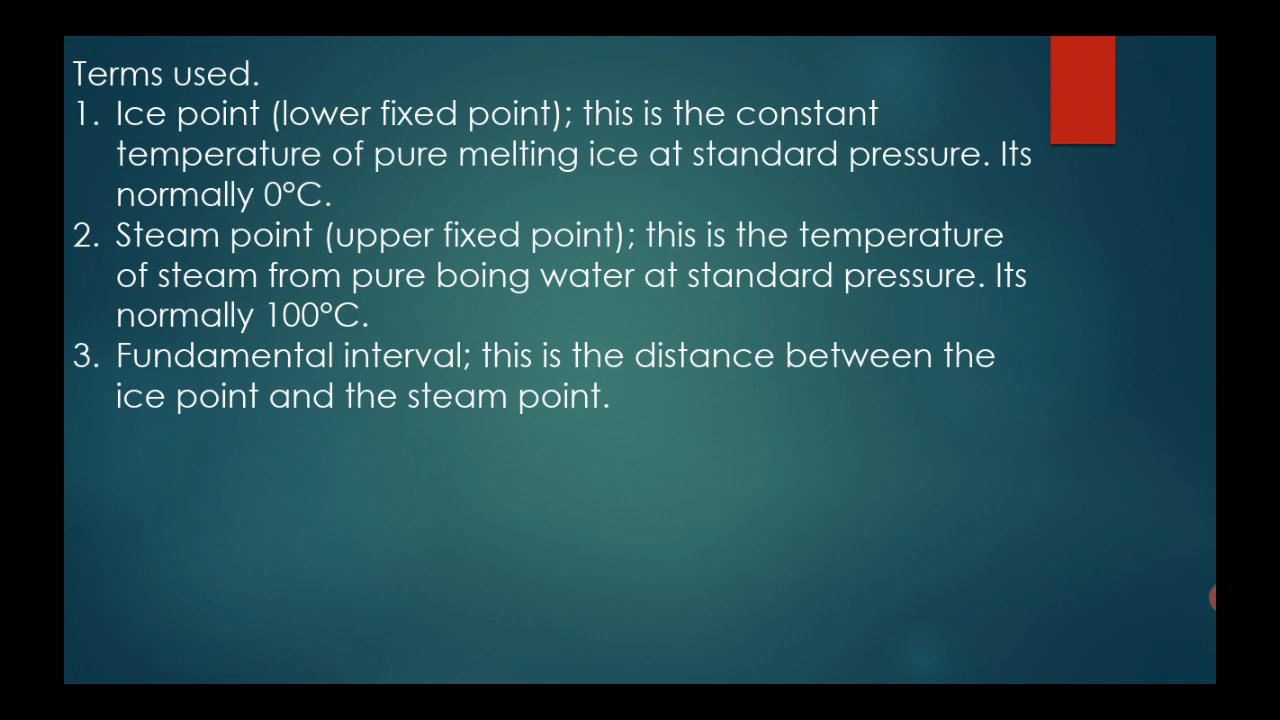 Terms used.
1. Ice point (lower fixed point); this is the constant
temperature of pure melting ice at standard pressure. Its
normally 0°C.
2. Steam point (upper fixed point); this is the temperature
of steam from pure boing water at standard pressure. Its
normally 100°C.
3. Fundamental interval; this is the distance between the
ice point and the steam point.